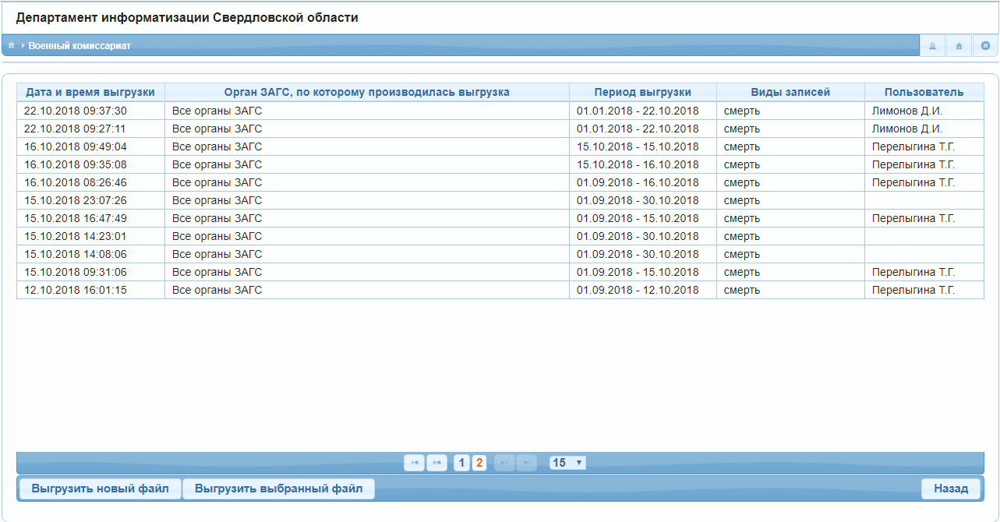 Департамент информатизации Свердловской области
Военный комиссариат
Дата и время выгрузки Орган ЗАГС, по которому производилась выгрузка Период выгрузки Виды записей Пользователь
22.10.2018 09:37:30 Все органы ЗАГС 01.01.2018 - 22.10.2018 смерть Лимонов Д.И.
22.10.2018 09:27:11 Все органы ЗАГС 01.01.2018 - 22.10.2018 смерть Лимонов Д.И.
16.10.2018 09:49:04 Все органы ЗАГС 15.10.2018 - 15.10.2018 смерть Перелыгина Т.Г.
16.10.2018 09:35:08 Все органы ЗАГС 15.10.2018 - 16.10.2018 смерть Перелыгина Т.Г.
16.10.2018 08:26:46 Все органы ЗАГС 01.09.2018 - 16.10.2018 смерть Перелыгина Т.Г.
15.10.2018 23:07:26 Все органы ЗАГС 01.09.2018 - 30.10.2018 смерть
15.10.2018 16:47:49 Все органы ЗАГС 01.09.2018 - 15.10.2018 смерть Перелыгина Т.Г.
15.10.2018 14:23:01 Все органы ЗАГС 01.09.2018 - 30.10.2018 смерть
15.10.2018 14:08:06 Все органы ЗАГС 01.09.2018 - 30.10.2018 смерть
15.10.2018 09:31:06 Все органы ЗАГС 01.09.2018 - 15.10.2018 смерть Перелыгина Т.Г.
12.10.2018 16:01:15 Все органы ЗАГС 01.09.2018 - 12.10.2018 смерть Перелыгина Т.Г.
1 2 15
Выгрузить новый файл Выгрузить выбранный файл Назад